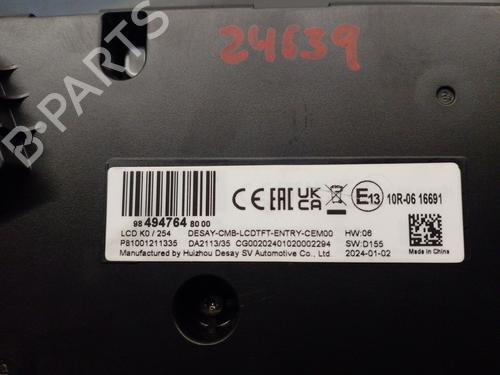 24639
B-PARTS
CE EAC UK CA E13 10R-06 16691
98 494764 80 00
LCD K0 / 254 DESAY-CMB-LCDTFT-ENTRY-CEM00 HW:06
P81001211335 DA2113/35 CG00202401020002294 SW:D155
Manufactured by Huizhou Desay SV Automotive Co., Ltd 2024-01-02
Made in China